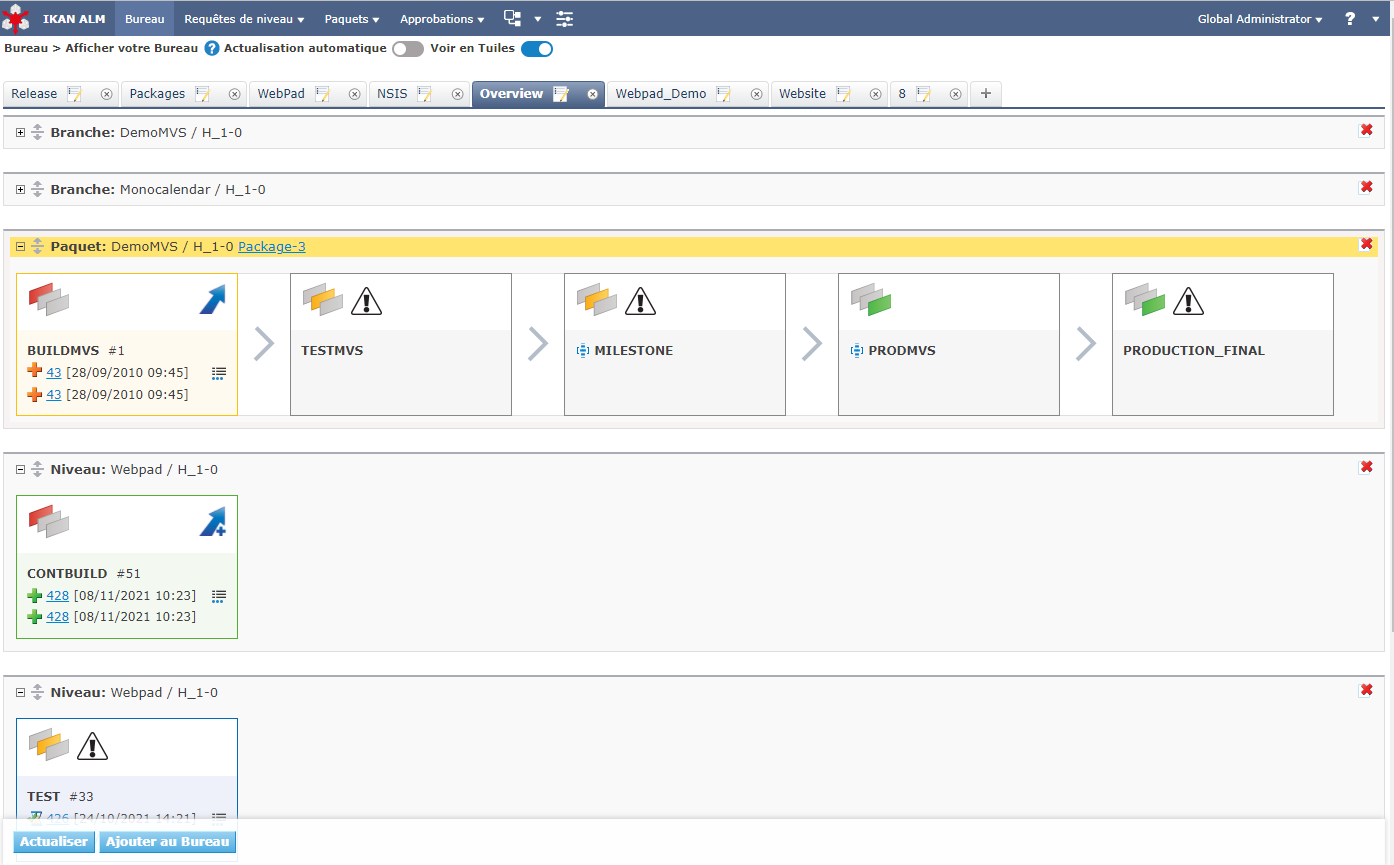 IKAN ALM Bureau Requêtes de niveau Paquets Approbations Global Administrator ?
Bureau > Afficher votre Bureau ? Actualisation automatique Voir en Tuiles
Release Packages WebPad NSIS Overview Webpad_Demo Website 8 +
Branche: DemoMVS / H_1-0
Branche: Monocalendar / H_1-0
Paquet: DemoMVS / H_1-0 Package-3
BUILDMVS #1 TESTMVS MILESTONE PRODMVS PRODUCTION_FINAL
43 [28/09/2010 09:45]
43 [28/09/2010 09:45]
Niveau: Webpad / H_1-0
CONTBUILD #51
428 [08/11/2021 10:23]
428 [08/11/2021 10:23]
Niveau: Webpad / H_1-0
TEST #33
426 [24/10/2021 14:21]
Actualiser Ajouter au Bureau